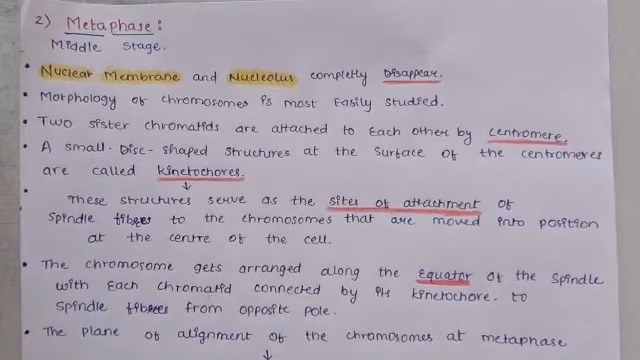 2) Metaphase:
Middle stage.
• Nuclear Membrane and Nucleolus completly Disappear.
• Morphology of chromosomes is most Easily studied.
• Two sister chromatids are attached to Each other by centromere.
• A small. Disc-shaped structures at the surface of the centromeres
are called kinetochores.
↓
• These structures serve as the sites of attachment of
spindle fibres to the chromosomes that are moved into position
at the centre of the cell.
• The chromosome gets arranged along the Equator of the spindle
with Each chromatid connected by its kinetochore. to
spindle fibres from opposite pole.
• The plane of alignment of the chromosomes at metaphase
↓